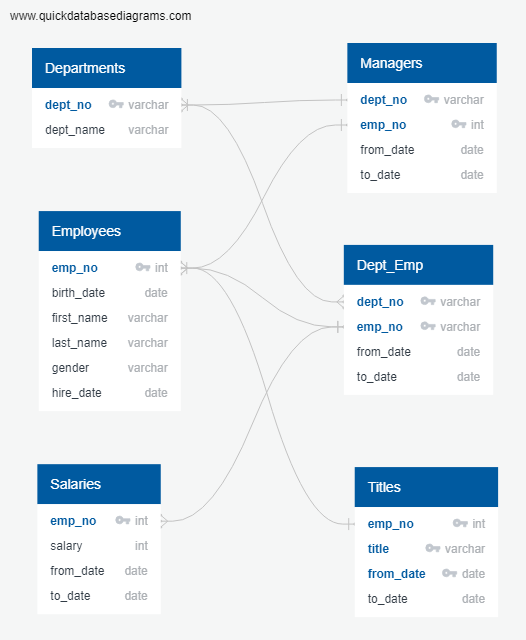 www.quickdatabasediagrams.com
Departments
dept_no varchar
dept_name varchar
Managers
dept_no varchar
emp_no int
from_date date
to_date date
Employees
emp_no int
birth_date date
first_name varchar
last_name varchar
gender varchar
hire_date date
Dept_Emp
dept_no varchar
emp_no varchar
from_date date
to_date date
Salaries
emp_no int
salary int
from_date date
to_date date
Titles
emp_no int
title varchar
from_date date
to_date date